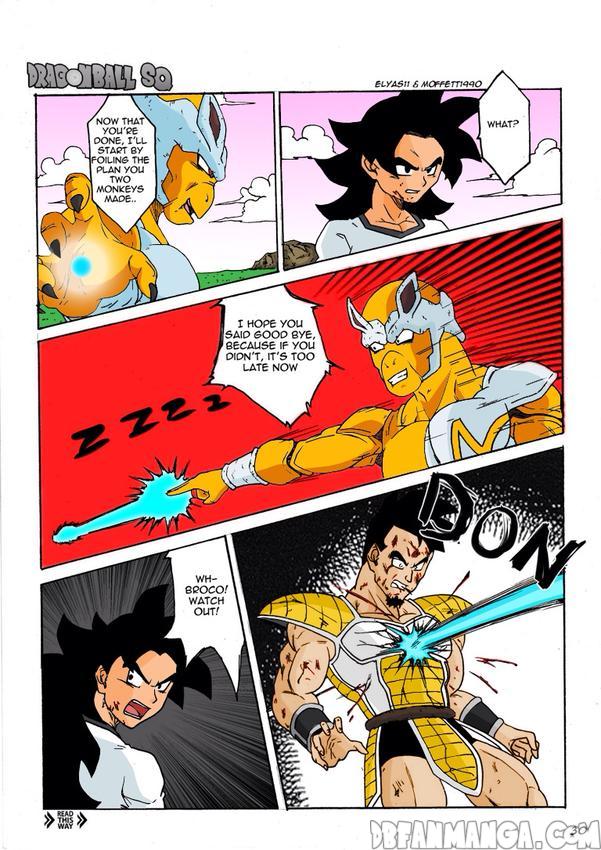 DRAGONBALL SQ
ELYAS11 & MOFFETT1990
NOW THAT
YOU'RE
DONE, I'LL
START BY
FOILING THE
PLAN YOU
TWO
MONKEYS
MADE..
WHAT?
I HOPE YOU
SAID GOOD BYE,
BECAUSE IF YOU
DIDN'T, IT'S TOO
LATE NOW
ZZZZ
DON
WH-
BROCO!
WATCH
OUT!
READ
THIS
WAY
30
DBFANMANGA.COM